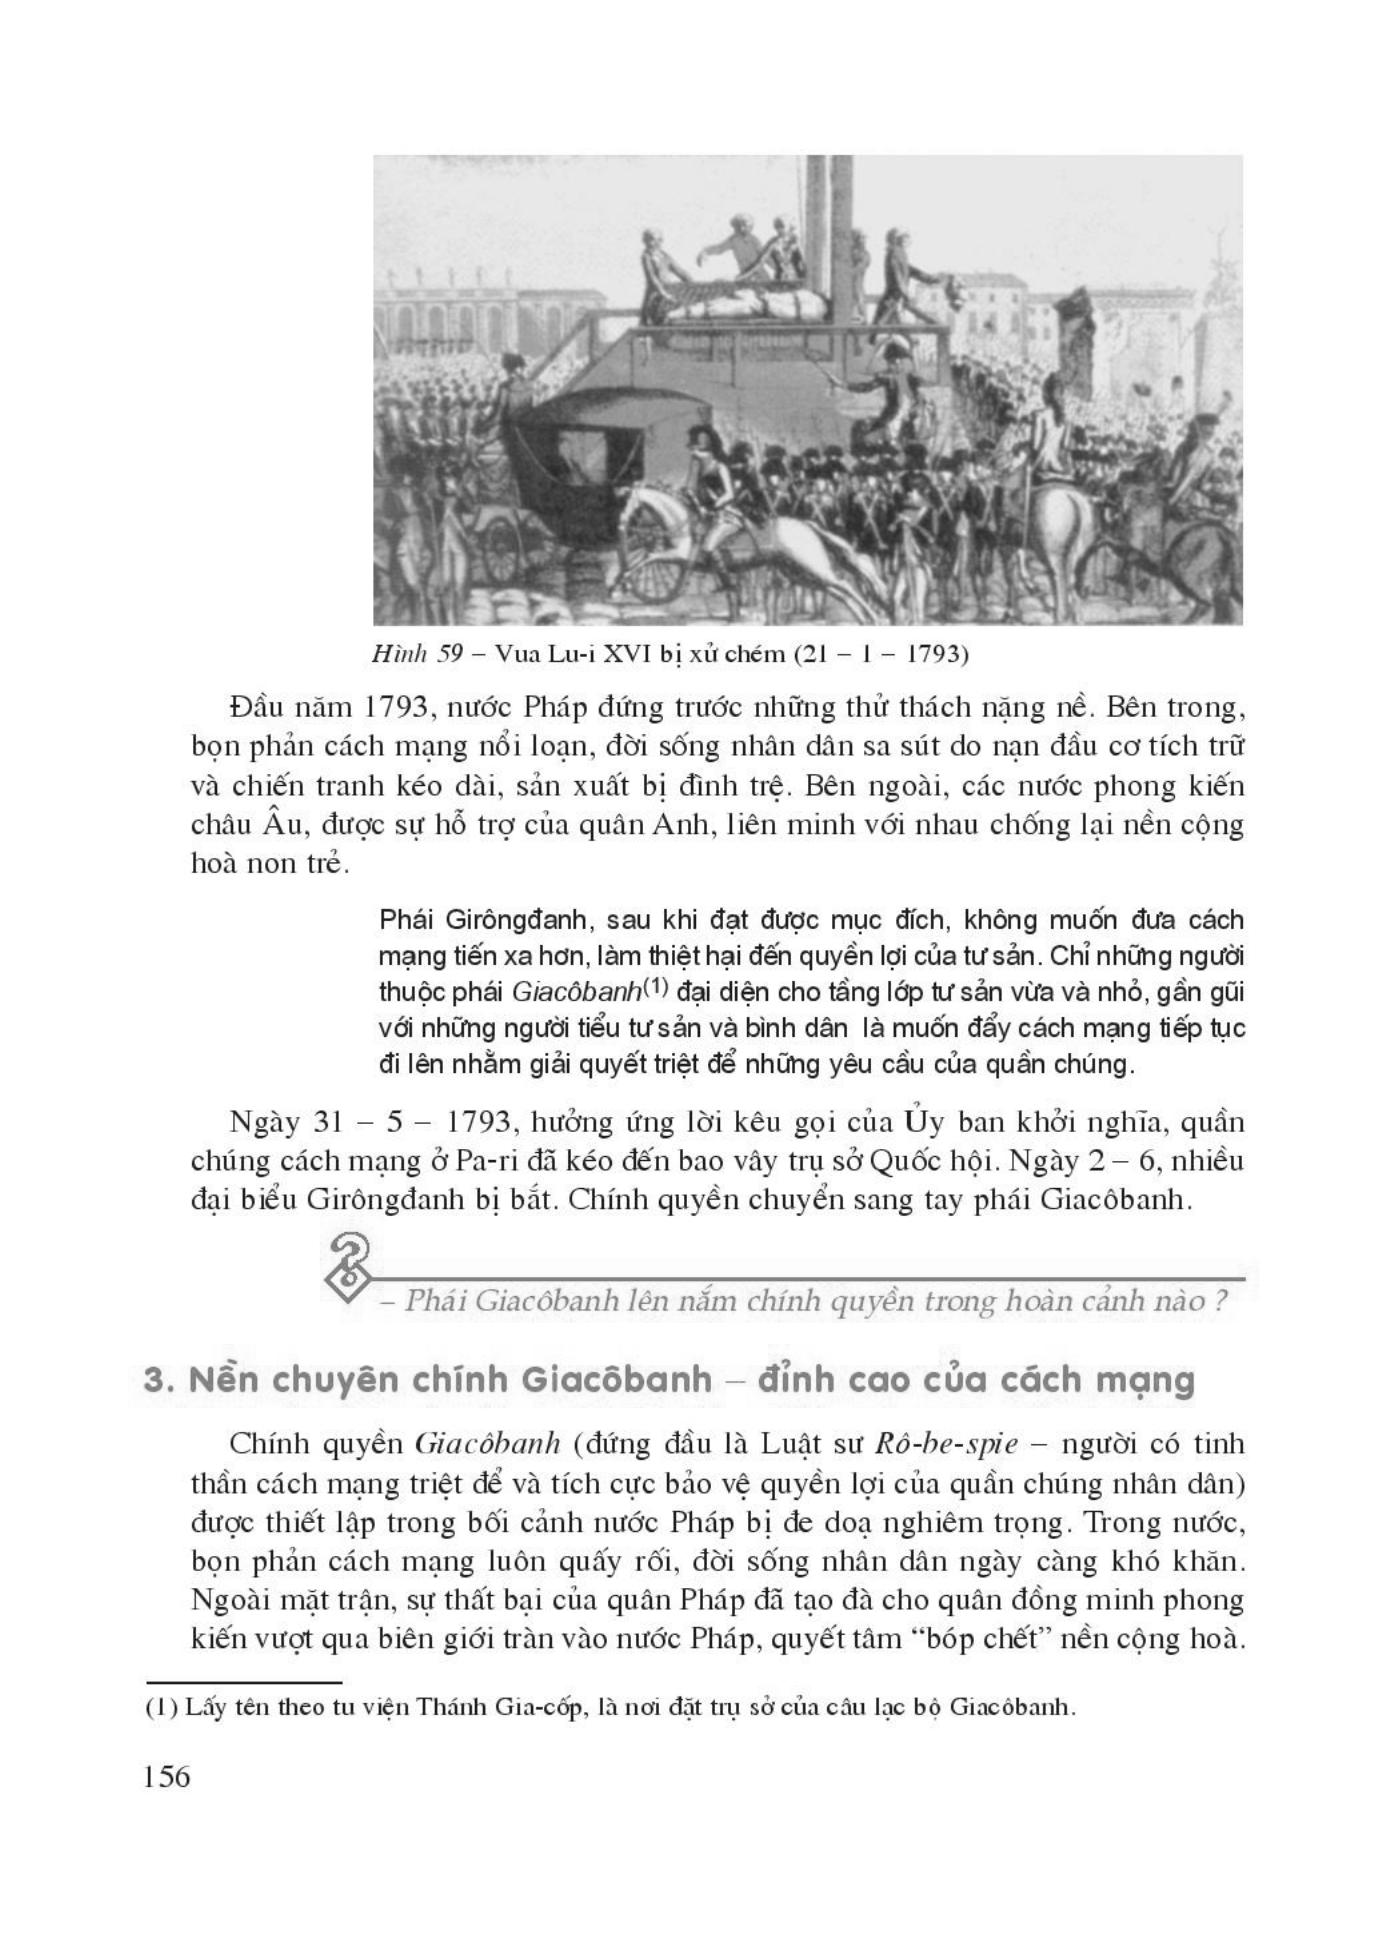 Hình 59 – Vua Lu-i XVI bị xử chém (21 – 1 – 1793)
Đầu năm 1793, nước Pháp đứng trước những thử thách nặng nề. Bên trong,
bọn phản cách mạng nổi loạn, đời sống nhân dân sa sút do nạn đầu cơ tích trữ
và chiến tranh kéo dài, sản xuất bị đình trệ. Bên ngoài, các nước phong kiến
châu Âu, được sự hỗ trợ của quân Anh, liên minh với nhau chống lại nền cộng
hoà non trẻ.
Phái Girôngđanh, sau khi đạt được mục đích, không muốn đưa cách
mạng tiến xa hơn, làm thiệt hại đến quyền lợi của tư sản. Chỉ những người
thuộc phái Giacôbanh(1) đại diện cho tầng lớp tư sản vừa và nhỏ, gần gũi
với những người tiểu tư sản và bình dân là muốn đẩy cách mạng tiếp tục
đi lên nhằm giải quyết triệt để những yêu cầu của quần chúng.
Ngày 31 – 5 – 1793, hưởng ứng lời kêu gọi của Ủy ban khởi nghĩa, quần
chúng cách mạng ở Pa-ri đã kéo đến bao vây trụ sở Quốc hội. Ngày 2 – 6, nhiều
đại biểu Girôngđanh bị bắt. Chính quyền chuyển sang tay phái Giacôbanh.
– Phái Giacôbanh lên nắm chính quyền trong hoàn cảnh nào ?
3. Nền chuyên chính Giacôbanh – đỉnh cao của cách mạng
Chính quyền Giacôbanh (đứng đầu là Luật sư Rô-be-spie – người có tinh
thần cách mạng triệt để và tích cực bảo vệ quyền lợi của quần chúng nhân dân)
được thiết lập trong bối cảnh nước Pháp bị đe doạ nghiêm trọng. Trong nước,
bọn phản cách mạng luôn quấy rối, đời sống nhân dân ngày càng khó khăn.
Ngoài mặt trận, sự thất bại của quân Pháp đã tạo đà cho quân đồng minh phong
kiến vượt qua biên giới tràn vào nước Pháp, quyết tâm “bóp chết” nền cộng hoà.
(1) Lấy tên theo tu viện Thánh Gia-cốp, là nơi đặt trụ sở của câu lạc bộ Giacôbanh.
156